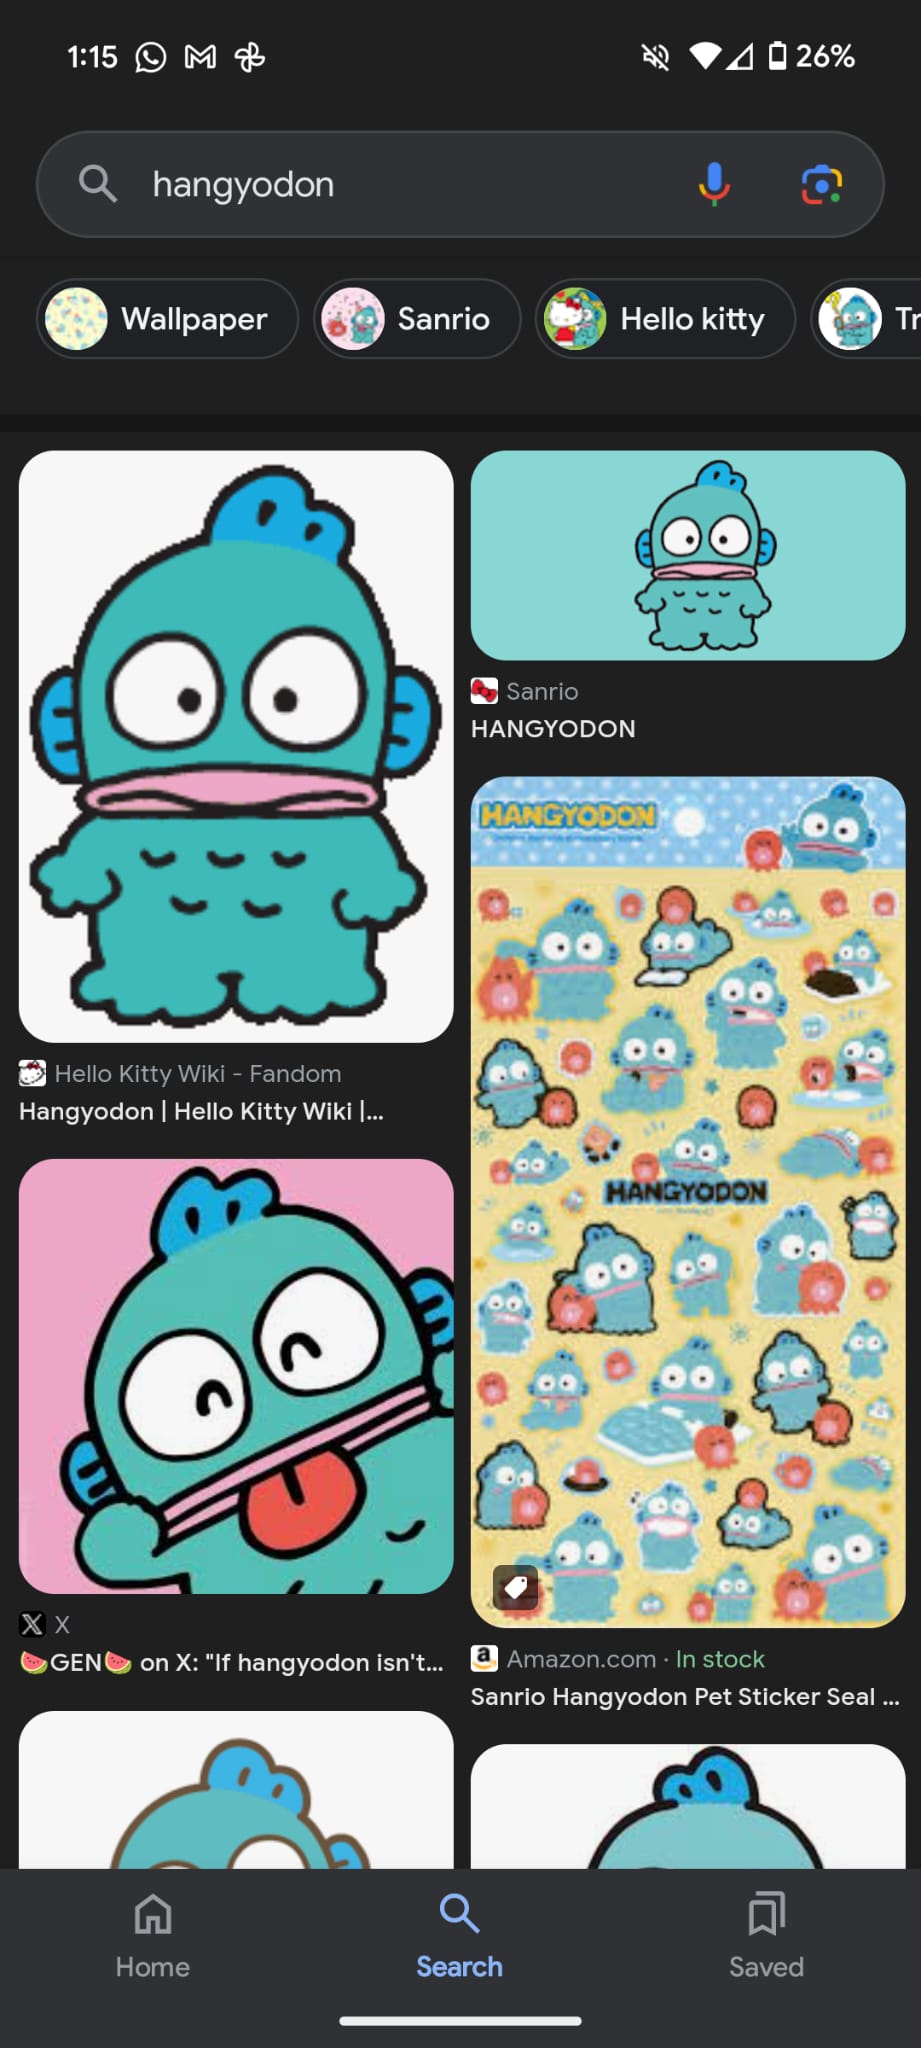 1:15
26%
hangyodon
Wallpaper
Sanrio
Hello kitty
Tr
Sanrio
HANGYODON
HANGYODON
HANGYODON
Hello Kitty Wiki - Fandom
Hangyodon | Hello Kitty Wiki |...
X
🍉GEN🍉 on X: "If hangyodon isn't...
Amazon.com · In stock
Sanrio Hangyodon Pet Sticker Seal ...
Home
Search
Saved